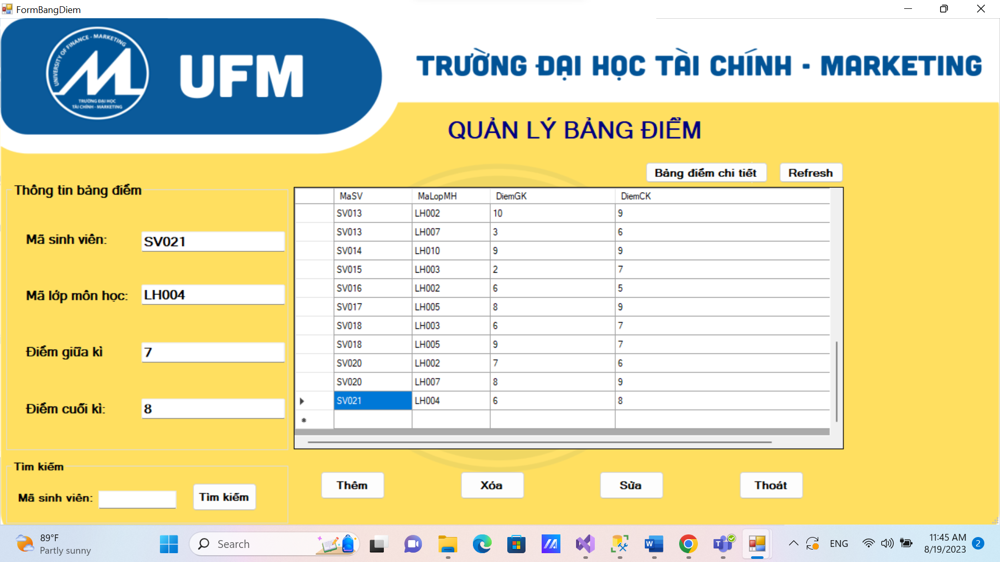 FormBangDiem
UNIVERSITY OF FINANCE - MARKETING
TRƯỜNG ĐẠI HỌC
TÀI CHÍNH - MARKETING
UFM
TRƯỜNG ĐẠI HỌC TÀI CHÍNH - MARKETING
QUẢN LÝ BẢNG ĐIỂM
Bảng điểm chi tiết Refresh
Thông tin bảng điểm
Mã sinh viên: SV021
Mã lớp môn học: LH004
Điểm giữa kì 7
Điểm cuối kì: 8
MaSV MaLopMH DiemGK DiemCK
SV013 LH002 10 9
SV013 LH007 3 6
SV014 LH010 9 9
SV015 LH003 2 7
SV016 LH002 6 5
SV017 LH005 8 9
SV018 LH003 6 7
SV018 LH005 9 7
SV020 LH002 7 6
SV020 LH007 8 9
SV021 LH004 6 8
Tìm kiếm
Mã sinh viên: Tìm kiếm
Thêm Xóa Sửa Thoát
89°F
Partly sunny
Search
ENG
11:45 AM
8/19/2023
2